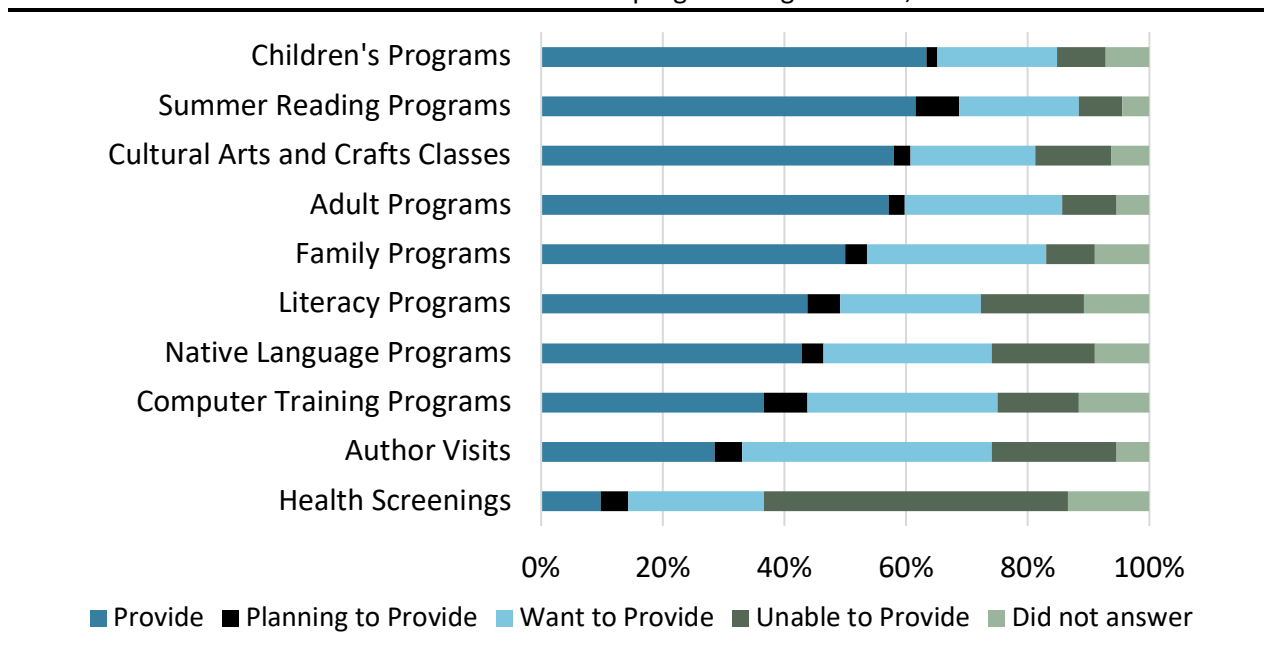 Children's Programs
Summer Reading Programs
Cultural Arts and Crafts Classes
Adult Programs
Family Programs
Literacy Programs
Native Language Programs
Computer Training Programs
Author Visits
Health Screenings
0% 20% 40% 60% 80% 100%
Provide Planning to Provide Want to Provide Unable to Provide Did not answer